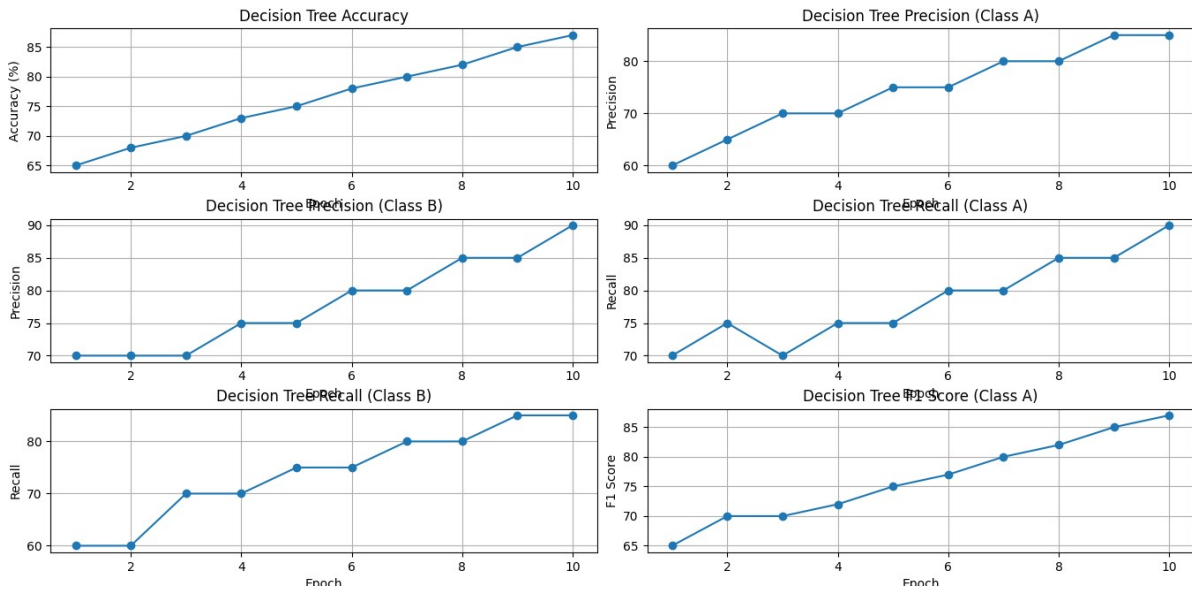 Decision Tree Accuracy
Accuracy (%)
85
80
75
70
65
2 4 6 8 10
Epoch
Decision Tree Precision (Class A)
Precision
80
70
60
2 4 6 8 10
Epoch
Decision Tree Precision (Class B)
Precision
90
85
80
75
70
2 4 6 8 10
Epoch
Decision Tree Recall (Class A)
Recall
90
85
80
75
70
2 4 6 8 10
Epoch
Decision Tree Recall (Class B)
Recall
80
70
60
2 4 6 8 10
Epoch
Decision Tree F1 Score (Class A)
F1 Score
85
80
75
70
65
2 4 6 8 10
Epoch